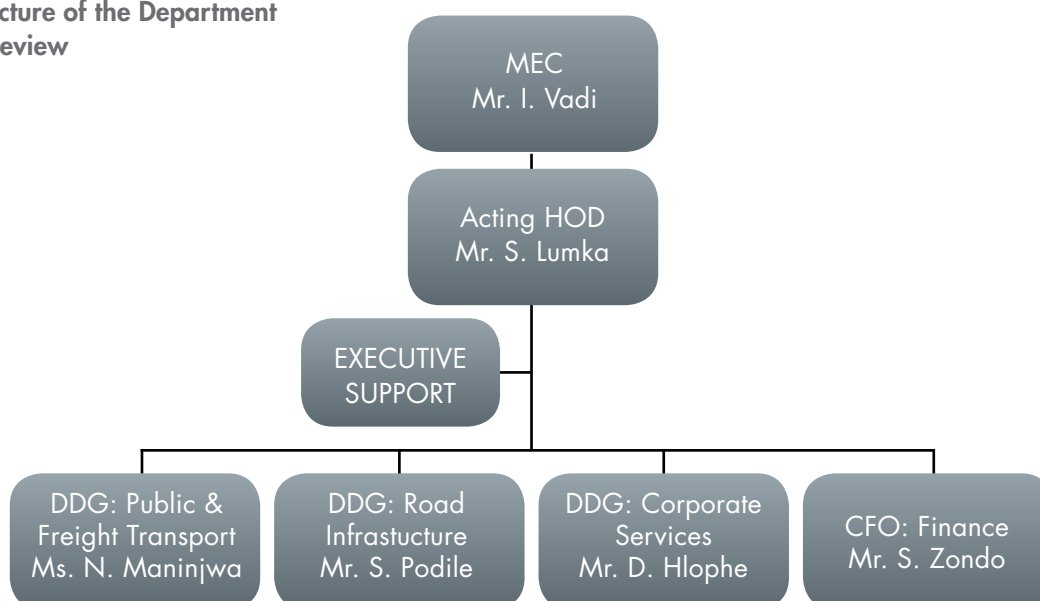 cture of the Department
eview
MEC
Mr. I. Vadi
Acting HOD
Mr. S. Lumka
EXECUTIVE
SUPPORT
DDG: Public &
Freight Transport
Ms. N. Maninjwa
DDG: Road
Infrastucture
Mr. S. Podile
DDG: Corporate
Services
Mr. D. Hlophe
CFO: Finance
Mr. S. Zondo